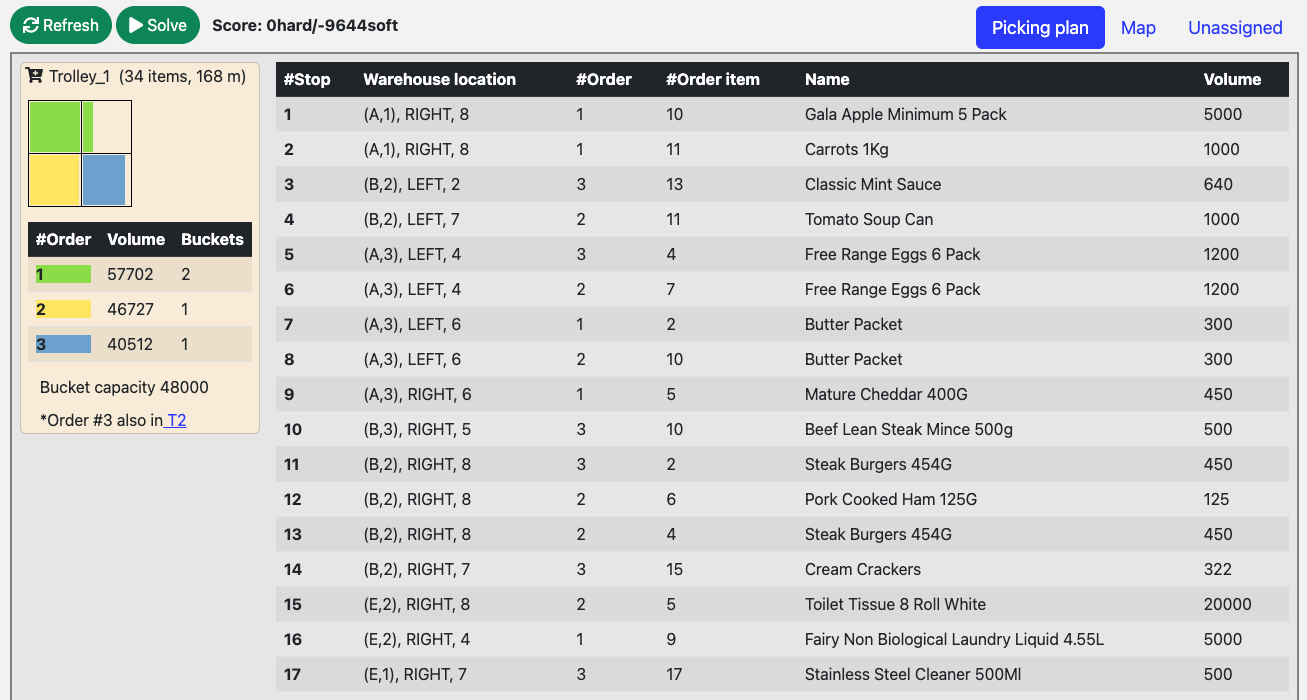 Refresh Solve Score: 0hard/-9644soft Picking plan Map Unassigned
Trolley_1 (34 items, 168 m)
#Order Volume Buckets
1 57702 2
2 46727 1
3 40512 1
Bucket capacity 48000
*Order #3 also in T2
#Stop Warehouse location #Order #Order item Name Volume
1 (A,1), RIGHT, 8 1 10 Gala Apple Minimum 5 Pack 5000
2 (A,1), RIGHT, 8 1 11 Carrots 1Kg 1000
3 (B,2), LEFT, 2 3 13 Classic Mint Sauce 640
4 (B,2), LEFT, 7 2 11 Tomato Soup Can 1000
5 (A,3), LEFT, 4 3 4 Free Range Eggs 6 Pack 1200
6 (A,3), LEFT, 4 2 7 Free Range Eggs 6 Pack 1200
7 (A,3), LEFT, 6 1 2 Butter Packet 300
8 (A,3), LEFT, 6 2 10 Butter Packet 300
9 (A,3), RIGHT, 6 1 5 Mature Cheddar 400G 450
10 (B,3), RIGHT, 5 3 10 Beef Lean Steak Mince 500g 500
11 (B,2), RIGHT, 8 3 2 Steak Burgers 454G 450
12 (B,2), RIGHT, 8 2 6 Pork Cooked Ham 125G 125
13 (B,2), RIGHT, 8 2 4 Steak Burgers 454G 450
14 (B,2), RIGHT, 7 3 15 Cream Crackers 322
15 (E,2), RIGHT, 8 2 5 Toilet Tissue 8 Roll White 20000
16 (E,2), RIGHT, 4 1 9 Fairy Non Biological Laundry Liquid 4.55L 5000
17 (E,1), RIGHT, 7 3 17 Stainless Steel Cleaner 500Ml 500